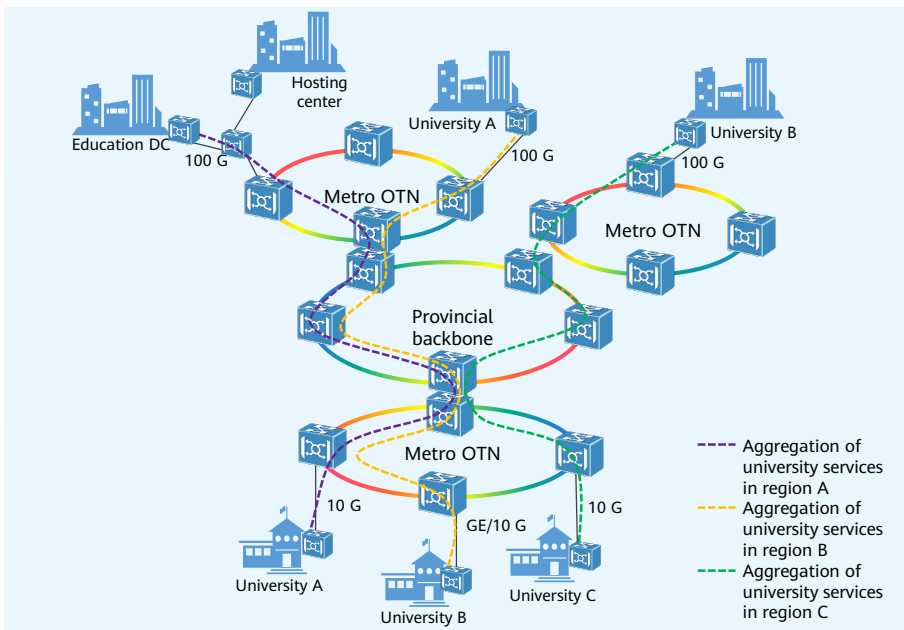 Hosting
center
Education DC
100 G
University A
100 G
University B
100 G
Metro OTN
Metro OTN
Provincial
backbone
Metro OTN
10 G
GE/10 G
10 G
University A
University B
University C
Aggregation of
university services
in region A
Aggregation of
university services
in region B
Aggregation of
university services
in region C